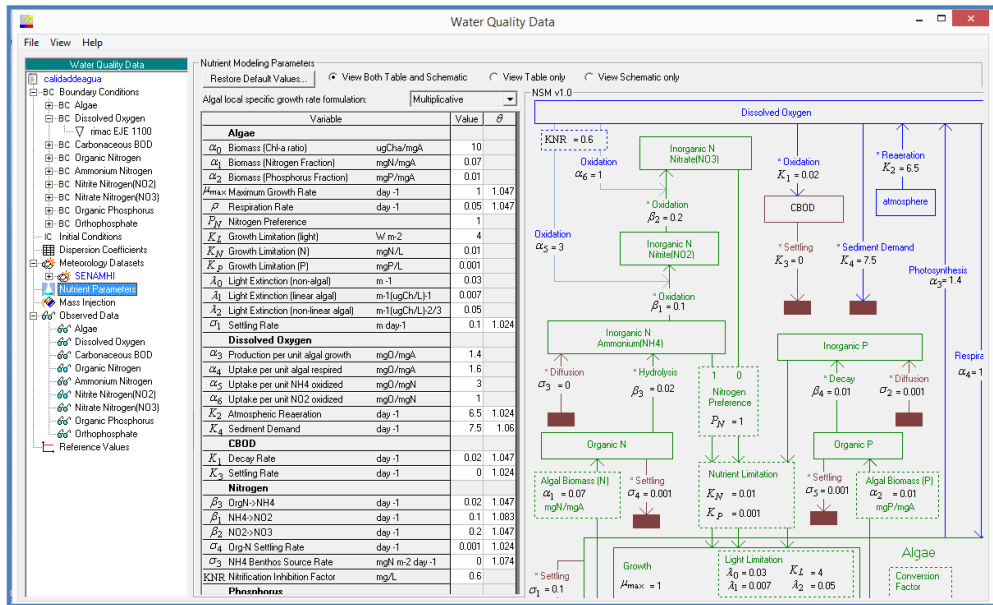 Water Quality Data
File View Help
Water Quality Data
calidaddeagua
BC Boundary Conditions
BC Algae
BC Dissolved Oxygen
rimac EJE 1100
BC Carbonaceous BOD
BC Organic Nitrogen
BC Ammonium Nitrogen
BC Nitrite Nitrogen(NO2)
BC Nitrate Nitrogen(NO3)
BC Organic Phosphorus
BC Orthophosphate
IC Initial Conditions
Dispersion Coefficients
Meteorology Datasets
SENAMHI
Nutrient Parameters
Mass Injection
Observed Data
Algae
Dissolved Oxygen
Carbonaceous BOD
Organic Nitrogen
Ammonium Nitrogen
Nitrite Nitrogen(NO2)
Nitrate Nitrogen(NO3)
Organic Phosphorus
Orthophosphate
Reference Values
Nutrient Modeling Parameters
Restore Default Values... View Both Table and Schematic View Table only View Schematic only
Algal local specific growth rate formulation: Multiplicative
Variable Value θ
Algae
α0 Biomass (Chl-a ratio) ugCha/mgA 10
α1 Biomass (Nitrogen Fraction) mgN/mgA 0.07
α2 Biomass (Phosphorus Fraction) mgP/mgA 0.01
μmax Maximum Growth Rate day -1 1 1.047
ρ Respiration Rate day -1 0.05 1.047
PN Nitrogen Preference 1
KL Growth Limitation (light) W m-2 4
KN Growth Limitation (N) mgN/L 0.01
KP Growth Limitation (P) mgP/L 0.001
λ0 Light Extinction (non-algal) m -1 0.03
λ1 Light Extinction (linear algal) m-1(ugCh/L)-1 0.007
λ2 Light Extinction (non-linear algal) m-1(ugCh/L)-2/3 0.05
σ1 Settling Rate m day-1 0.1 1.024
Dissolved Oxygen
α3 Production per unit algal growth mgO/mgA 1.4
α4 Uptake per unit algal respired mgO/mgA 1.6
α5 Uptake per unit NH4 oxidized mgO/mgN 3
α6 Uptake per unit NO2 oxidized mgO/mgN 1
K2 Atmospheric Reaeration day -1 6.5 1.024
K4 Sediment Demand day -1 7.5 1.06
CBOD
K1 Decay Rate day -1 0.02 1.047
K3 Settling Rate day -1 0 1.024
Nitrogen
β3 OrgN->NH4 day -1 0.02 1.047
β1 NH4->NO2 day -1 0.1 1.083
β2 NO2->NO3 day -1 0.2 1.047
σ4 Org-N Settling Rate day -1 0.001 1.024
σ3 NH4 Benthos Source Rate mgN m-2 day -1 0 1.074
KNR Nitrification Inhibition Factor mg/L 0.6
Phosphorus
NSM v1.0
Dissolved Oxygen
KNR = 0.6
Oxidation
α6 = 1
Inorganic N
Nitrate(NO3)
* Oxidation
K1 = 0.02
* Reaeration
K2 = 6.5
CBOD
atmosphere
* Oxidation
β2 = 0.2
Oxidation
α5 = 3
Inorganic N
Nitrite(NO2)
* Settling
K3 = 0
* Sediment Demand
K4 = 7.5
Photosynthesis
α3 = 1.4
* Oxidation
β1 = 0.1
Inorganic N
Ammonium(NH4)
Inorganic P
Respira
α4 = 1
* Diffusion
σ3 = 0
* Hydrolysis
β3 = 0.02
1 0
Nitrogen
Preference
PN = 1
* Decay
β4 = 0.01
* Diffusion
σ2 = 0.001
Organic N
Organic P
Algal Biomass (N)
α1 = 0.07
mgN/mgA
* Settling
σ4 = 0.001
Nutrient Limitation
KN = 0.01
KP = 0.001
* Settling
σ5 = 0.001
Algal Biomass (P)
α2 = 0.01
mgP/mgA
* Settling
σ1 = 0.1
Growth
μmax = 1
Light Limitation
λ0 = 0.03 KL = 4
λ1 = 0.007 λ2 = 0.05
Algae
Conversion
Factor